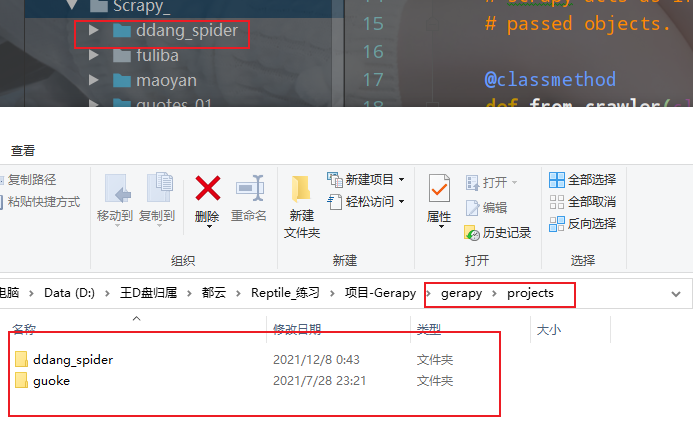 Scrapy_
ddang_spider
fuliba
maoyan
quotes_01
14
15 # passed objects.
16
17 @classmethod
18 def from_crawler(
查看
复制路径
粘贴快捷方式
移动到 复制到 删除 重命名
新建
文件夹
新建项目
轻松访问
属性
打开
编辑
历史记录
全部选择
全部取消
反向选择
组织 新建 打开 选择
电脑 Data (D:) 王D盘归属 都云 Reptile_练习 项目-Gerapy gerapy projects
名称 修改日期 类型 大小
ddang_spider 2021/12/8 0:43 文件夹
guoke 2021/7/28 23:21 文件夹